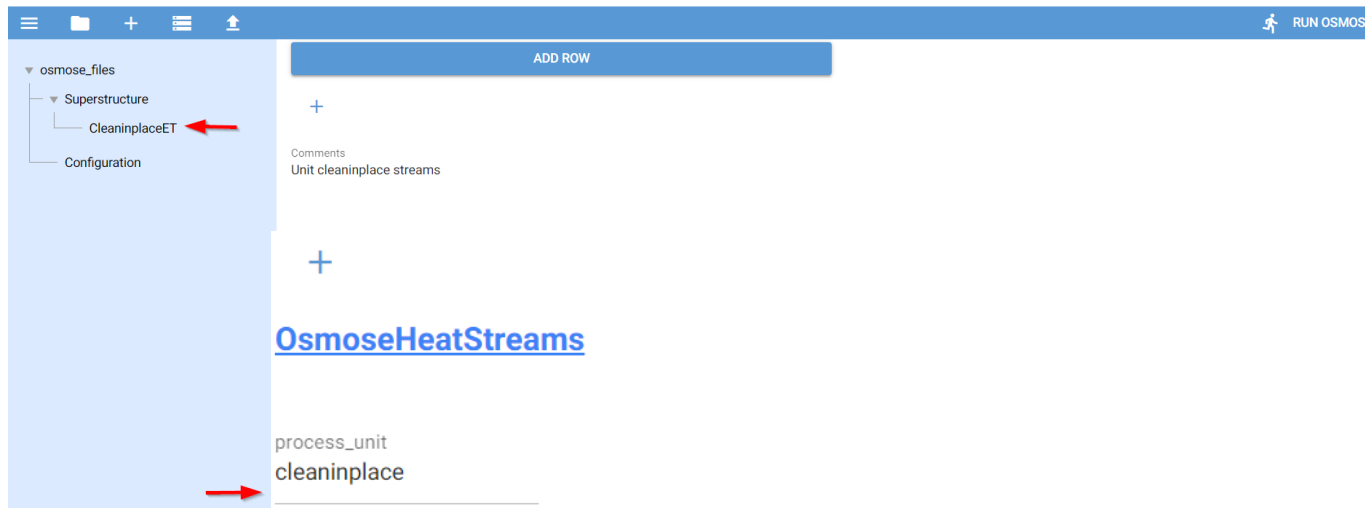 RUN OSMOS
osmose_files
Superstructure
CleaninplaceET
Configuration
ADD ROW
Comments
Unit cleaninplace streams
OsmoseHeatStreams
process_unit
cleaninplace